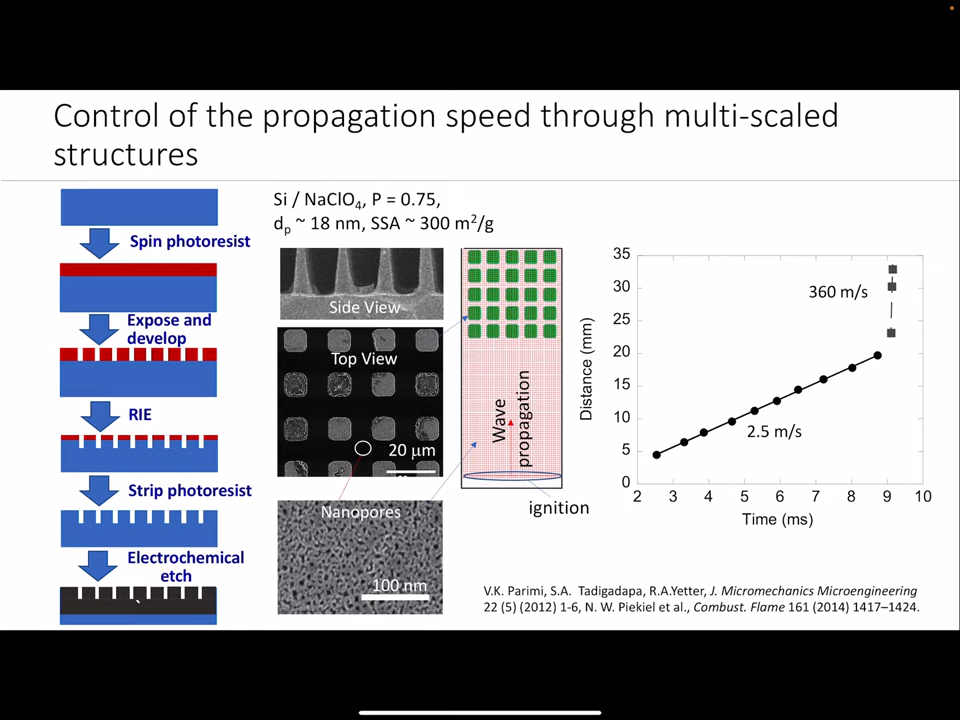 Control of the propagation speed through multi-scaled
structures
Spin photoresist
Expose and
develop
RIE
Strip photoresist
Electrochemical
etch
Si / NaClO₄, P = 0.75,
dₚ ~ 18 nm, SSA ~ 300 m²/g
Side View
Top View
20 μm
Nanopores
100 nm
Wave
propagation
ignition
Distance (mm)
35
30
25
20
15
10
5
0
360 m/s
2.5 m/s
2 3 4 5 6 7 8 9 10
Time (ms)
V.K. Parimi, S.A. Tadigadapa, R.A.Yetter, J. Micromechanics Microengineering
22 (5) (2012) 1-6, N. W. Piekiel et al., Combust. Flame 161 (2014) 1417–1424.